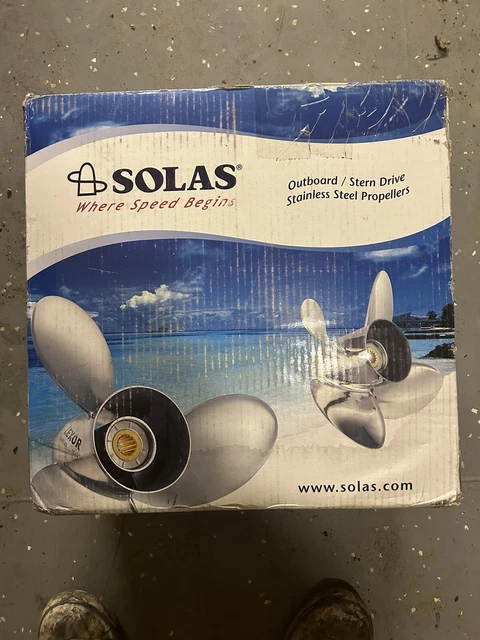 SOLAS®
Where Speed Begins
Outboard / Stern Drive
Stainless Steel Propellers
www.solas.com